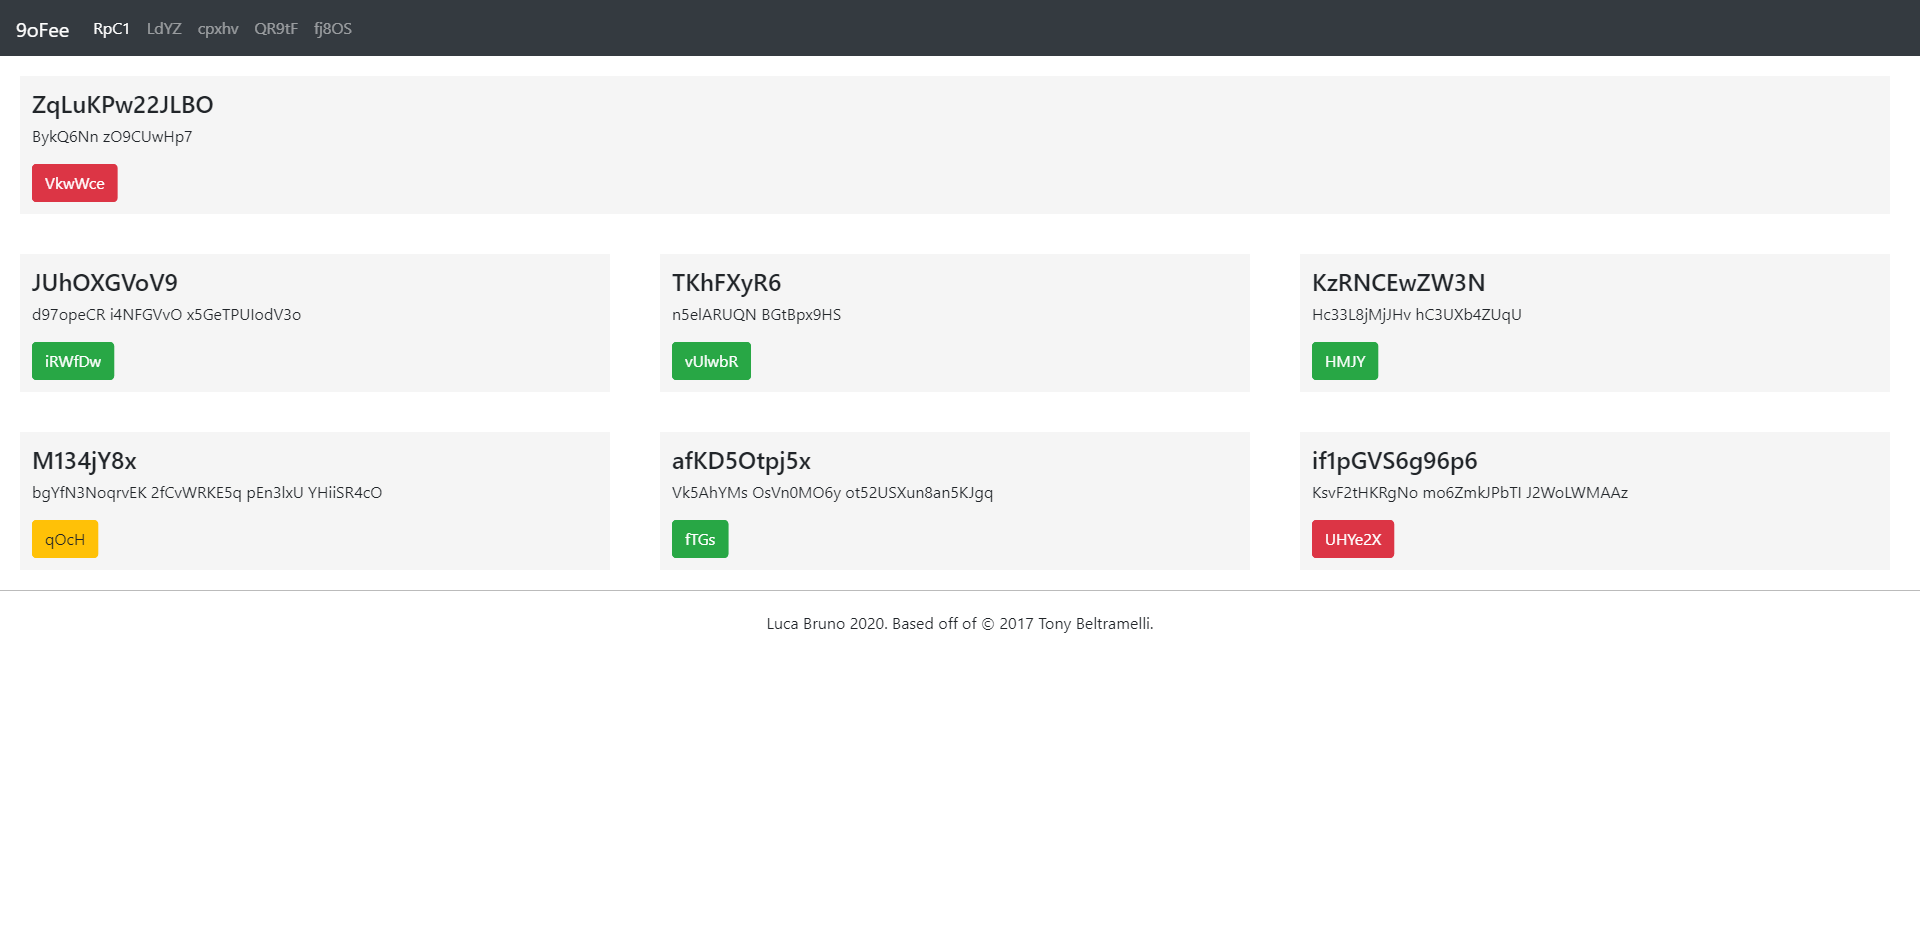 9oFee RpC1 LdYZ cpxhv QR9tF fj8OS
ZqLuKPw22JLBO
BykQ6Nn zO9CUwHp7
VkwWce
JUhOXGVoV9
d97opeCR i4NFGVvO x5GeTPUIodV3o
iRWfDw
TKhFXyR6
n5elARUQN BGtBpx9HS
vUlwbR
KzRNCEwZW3N
Hc33L8jMjJHv hC3UXb4ZUqU
HMJY
M134jY8x
bgYfN3NoqrvEK 2fCvWRKE5q pEn3lxU YHiiSR4cO
qOcH
afKD5Otpj5x
Vk5AhYMs OsVn0MO6y ot52USXun8an5KJgq
fTGs
if1pGVS6g96p6
KsvF2tHKRgNo mo6ZmkJPbTI J2WoLWMAAz
UHYe2X
Luca Bruno 2020. Based off of © 2017 Tony Beltramelli.